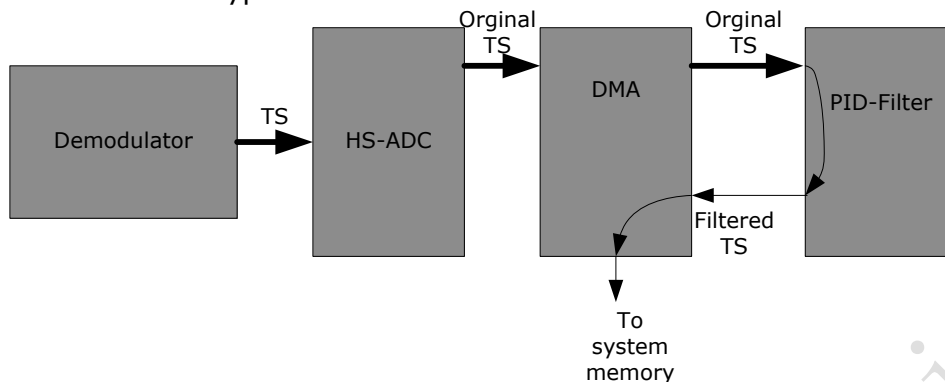 Orginal
TS
Orginal
TS
DMA
PID-Filter
TS
Demodulator
HS-ADC
Filtered
TS
To
system
memory